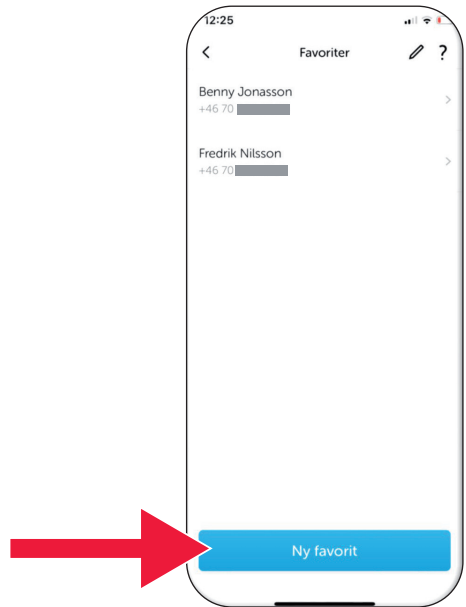 12:25
Favoriter
?
Benny Jonasson
+46 70
Fredrik Nilsson
+46 70
Ny favorit